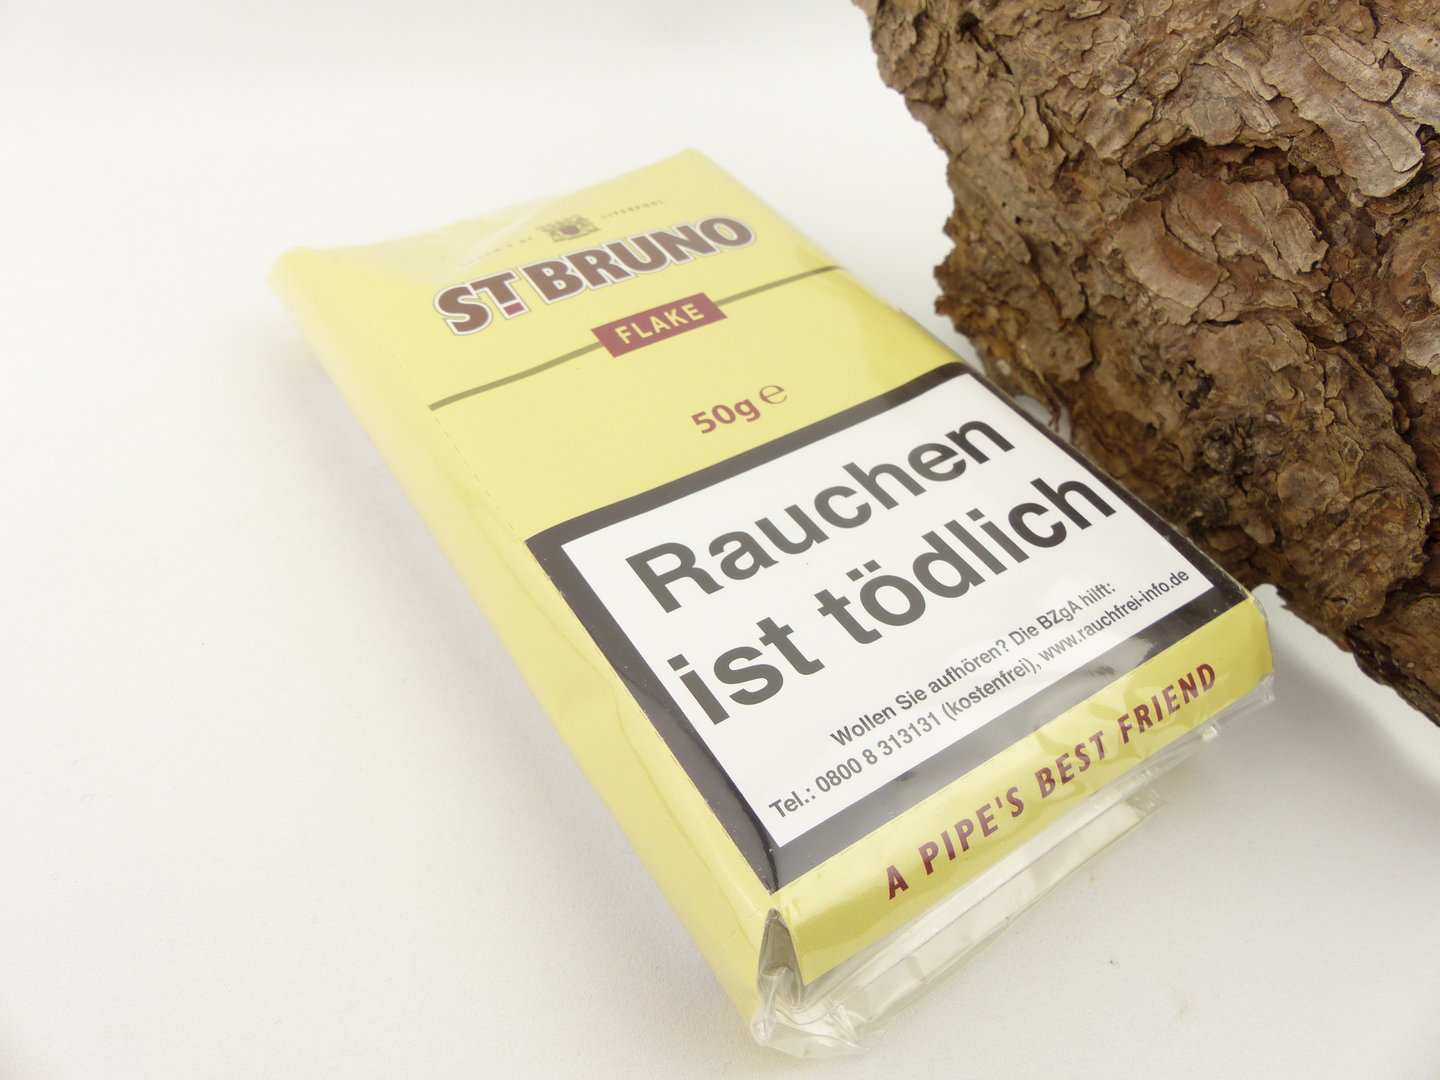 LIVERPOOL
ST. BRUNO
FLAKE
50g ℮
Rauchen
ist tödlich
Wollen Sie aufhören? Die BZgA hilft:
Tel.: 0800 8 313131 (kostenfrei), www.rauchfrei-info.de
A PIPE'S BEST FRIEND